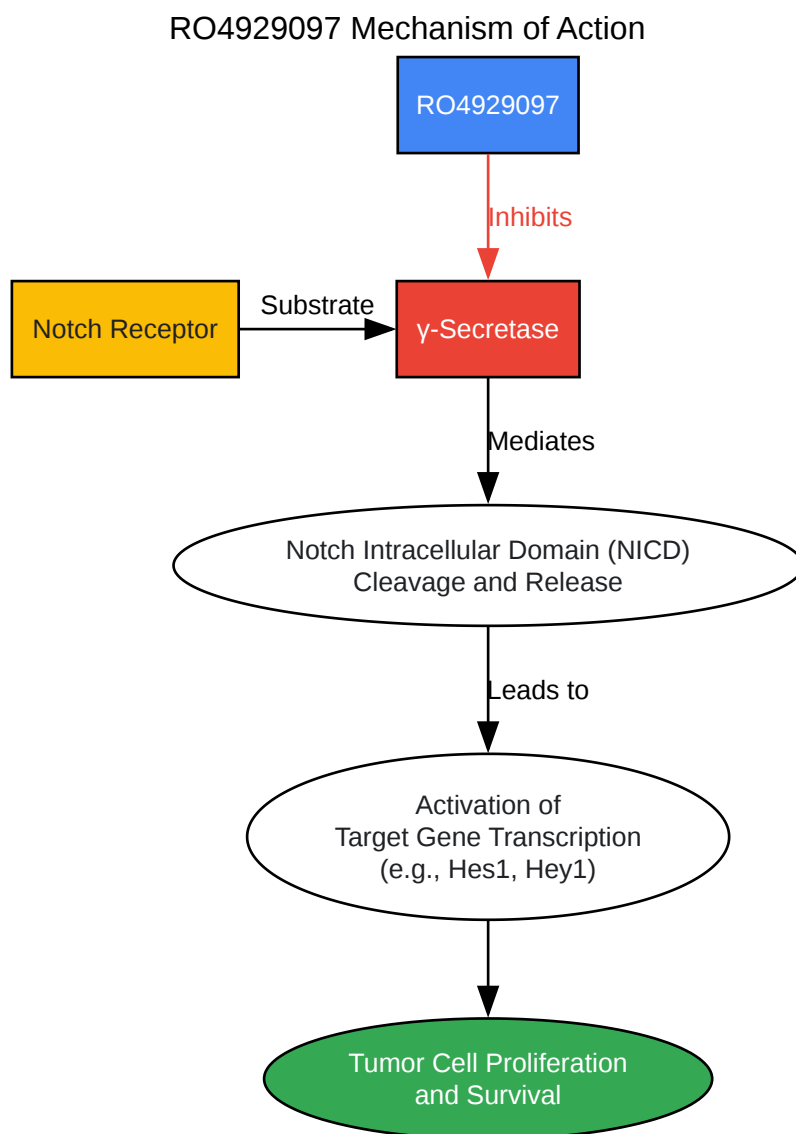 RO4929097 Mechanism of Action
RO4929097
Inhibits
Substrate
Notch Receptor
γ-Secretase
Mediates
Notch Intracellular Domain (NICD)
Cleavage and Release
Leads to
Activation of
Target Gene Transcription
(e.g., Hes1, Hey1)
Tumor Cell Proliferation
and Survival